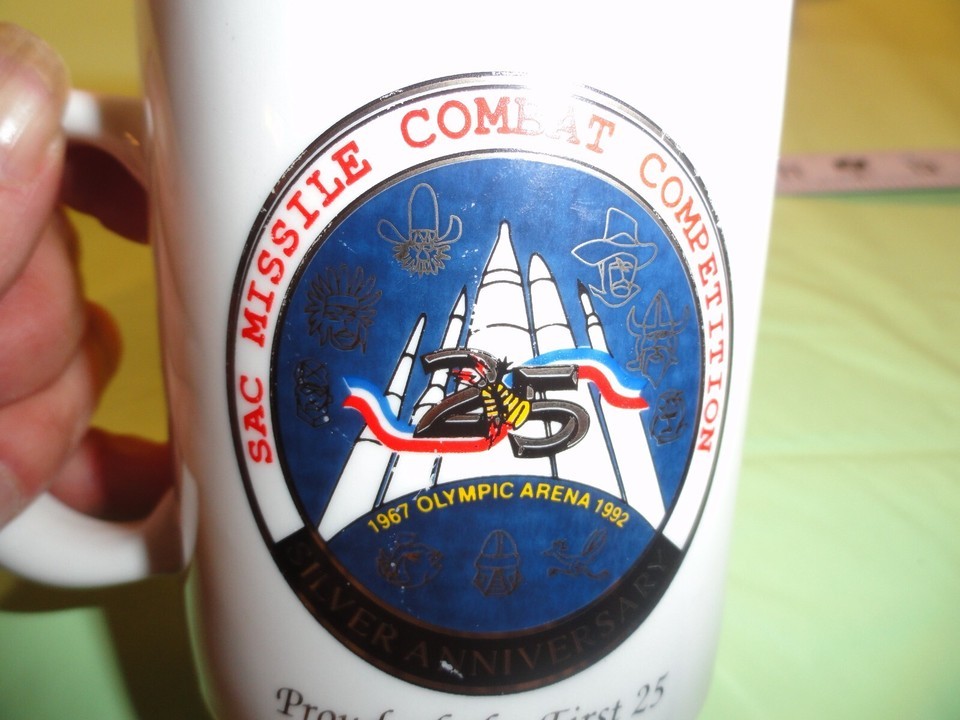 SAC MISSILE COMBAT COMPETITION
25
1967 OLYMPIC ARENA 1992
SILVER ANNIVERSARY
First 25